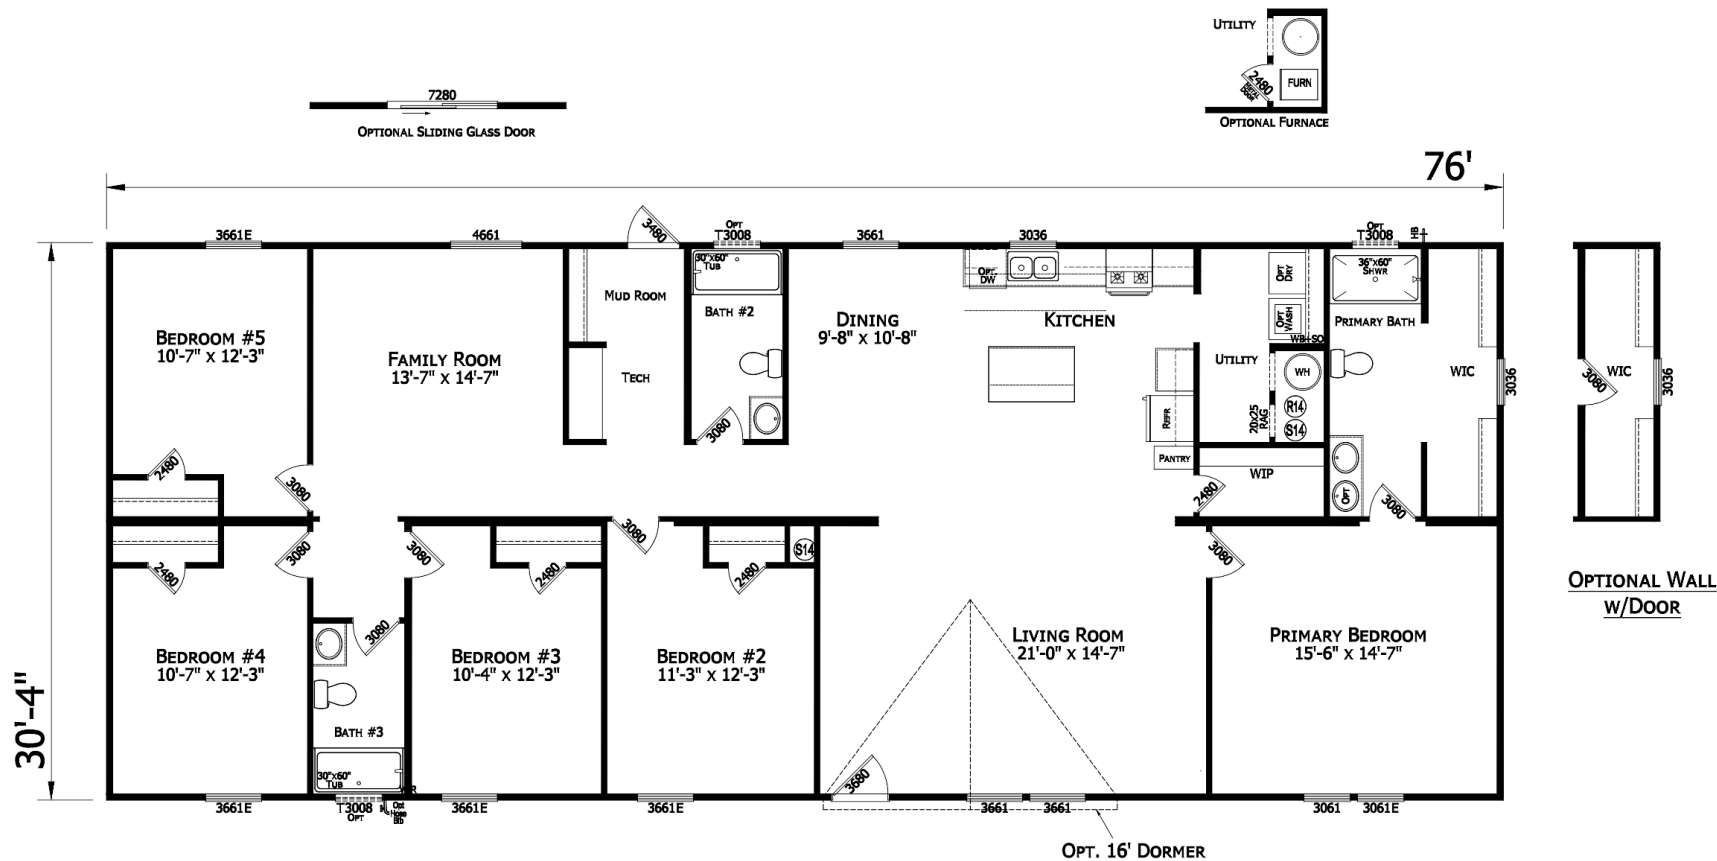 UTILITY
2480
METAL
DOOR
FURN
OPTIONAL FURNACE
7280
OPTIONAL SLIDING GLASS DOOR
76'
30'-4"
3661E
4661
3480
OPT
T3008
3661
3036
OPT
T3008
HB
30"x60"
TUB
OPT.
DW
OPT
DRY
36"x60"
SHWR
MUD ROOM
BATH #2
DINING
9'-8" x 10'-8"
KITCHEN
OPT
WASH
PRIMARY BATH
BEDROOM #5
10'-7" x 12'-3"
FAMILY ROOM
13'-7" x 14'-7"
TECH
WB+SO
UTILITY
WH
WIC
3036
3080
WIC
3036
REFR
20x25
RAG
R14
S14
3080
PANTRY
WIP
OPT
2480
3080
2480
3080
3080
3080
3080
3080
S14
3080
2480
2480
2480
OPTIONAL WALL
W/DOOR
3080
BEDROOM #4
10'-7" x 12'-3"
BEDROOM #3
10'-4" x 12'-3"
BEDROOM #2
11'-3" x 12'-3"
LIVING ROOM
21'-0" x 14'-7"
PRIMARY BEDROOM
15'-6" x 14'-7"
BATH #3
30"x60"
TUB
3680
3661E
T3008
OPT
Opt
Hose
Bib
3661E
3661E
3661
3661
3061
3061E
OPT. 16' DORMER